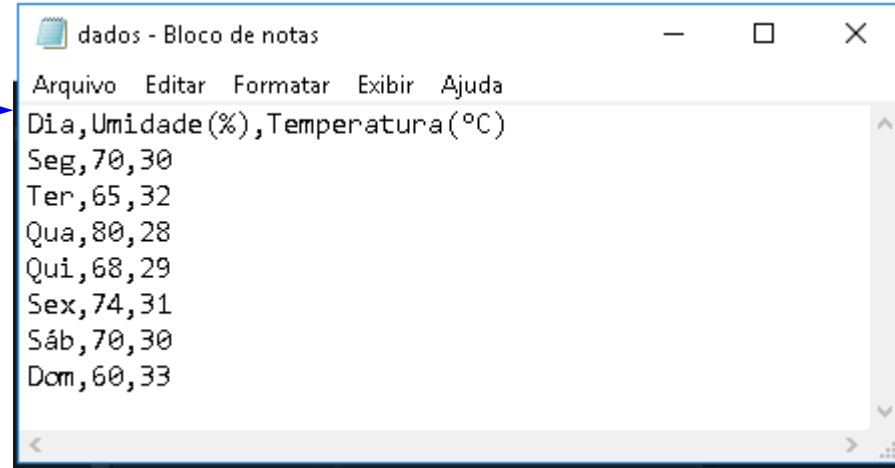 dados - Bloco de notas
Arquivo Editar Formatar Exibir Ajuda
Dia,Umidade(%),Temperatura(ºC)
Seg,70,30
Ter,65,32
Qua,80,28
Qui,68,29
Sex,74,31
Sáb,70,30
Dom,60,33